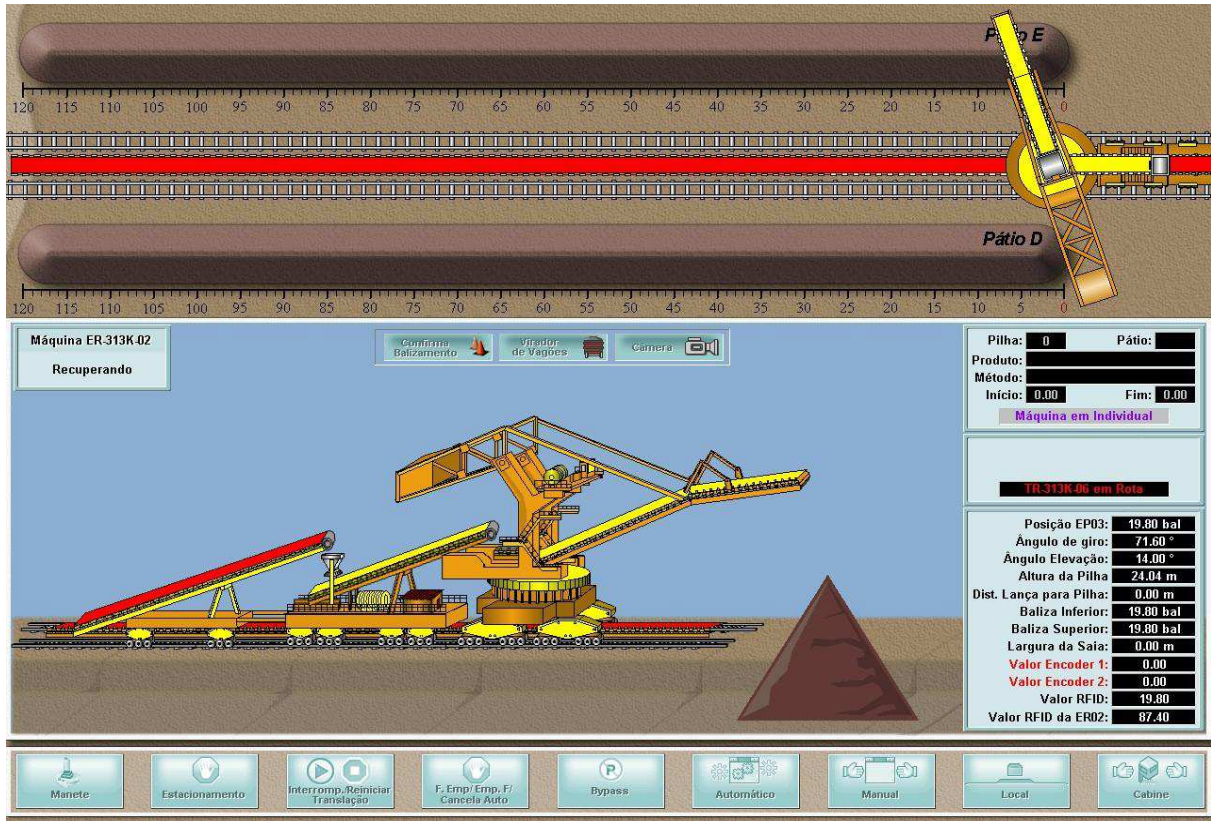 Pátio E
120 115 110 105 100 95 90 85 80 75 70 65 60 55 50 45 40 35 30 25 20 15 10 5 0
Pátio D
120 115 110 105 100 95 90 85 80 75 70 65 60 55 50 45 40 35 30 25 20 15 10 5 0
Máquina ER-313K-02
Recuperando
Confirma Balizamento
Virador de Vagões
Câmera
Pilha: 0 Pátio:
Produto:
Método:
Início: 0.00 Fim: 0.00
Máquina em Individual
TR-313K-06 em Rota
Posição EP03: 19.80 bal
Ângulo de giro: 71.60 °
Ângulo Elevação: 14.00 °
Altura da Pilha 24.04 m
Dist. Lança para Pilha: 0.00 m
Baliza Inferior: 19.80 bal
Baliza Superior: 19.80 bal
Largura da Saia: 0.00 m
Valor Encoder 1: 0.00
Valor Encoder 2: 0.00
Valor RFID: 19.80
Valor RFID da ER02: 87.40
Manete
Estacionamento
Interromp./Reiniciar
Translação
F. Emp/ Emp. F/
Cancela Auto
P
Bypass
Automático
Manual
Local
Cabine